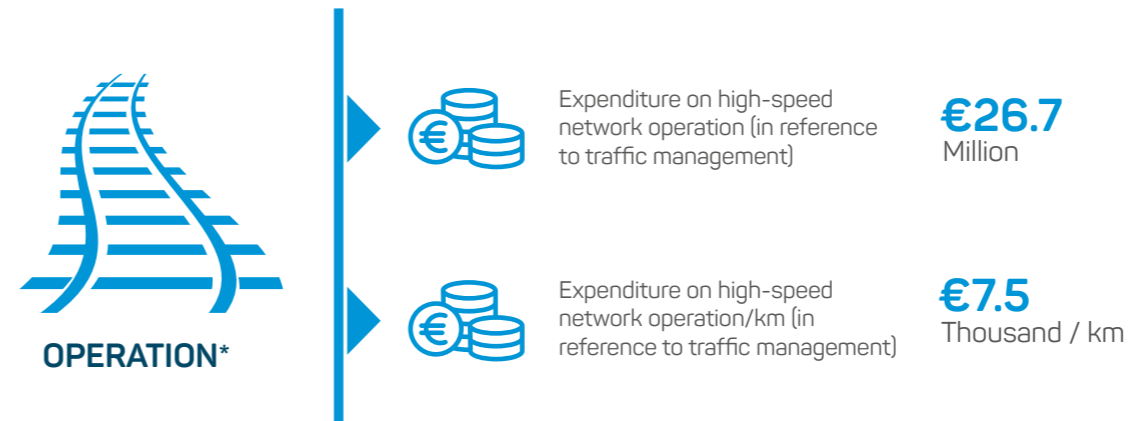 Expenditure on high-speed
network operation (in reference
to traffic management)
€26.7
Million
Expenditure on high-speed
network operation/km (in
reference to traffic management)
€7.5
Thousand / km
OPERATION*